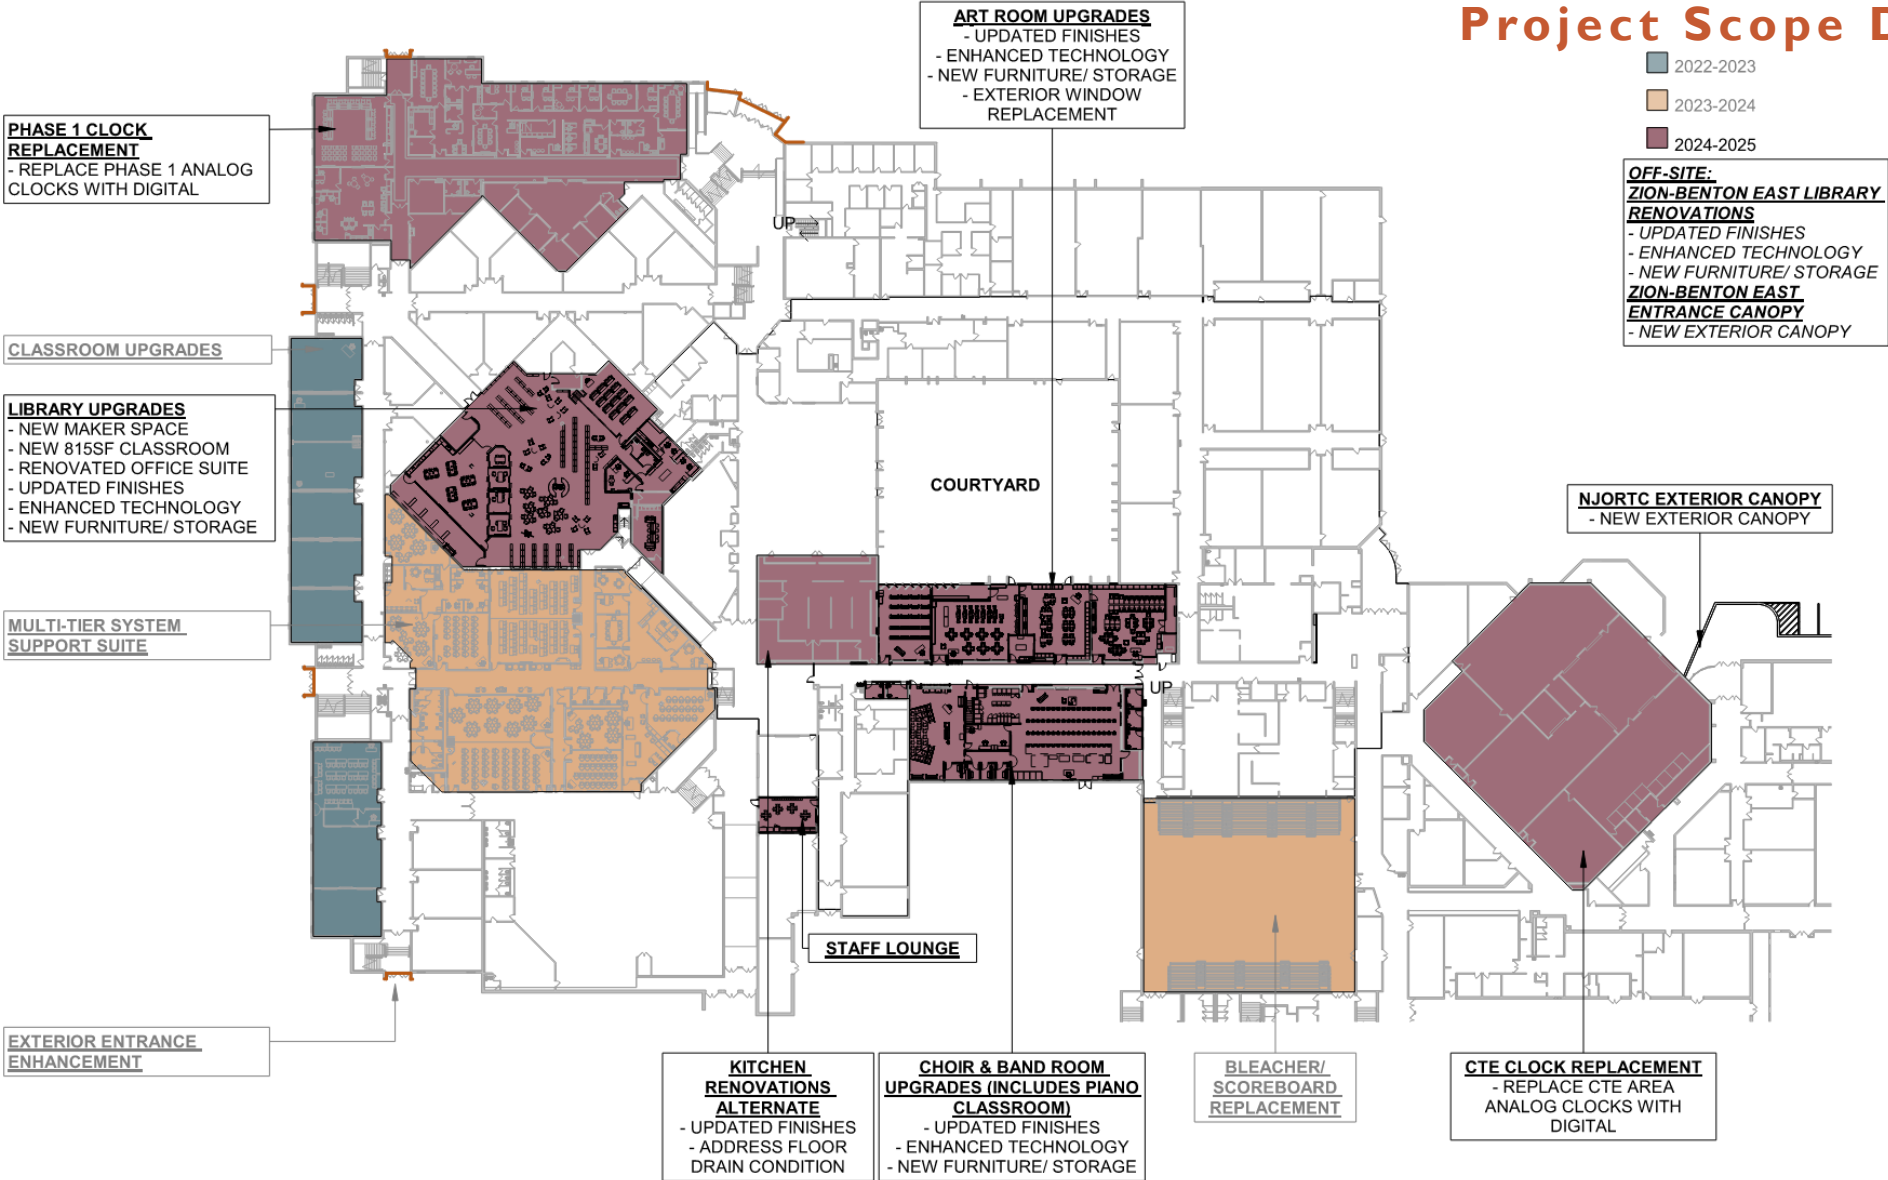 Project Scope D
2022-2023
2023-2024
2024-2025
OFF-SITE:
ZION-BENTON EAST LIBRARY
RENOVATIONS
- UPDATED FINISHES
- ENHANCED TECHNOLOGY
- NEW FURNITURE/ STORAGE
ZION-BENTON EAST
ENTRANCE CANOPY
- NEW EXTERIOR CANOPY
ART ROOM UPGRADES
- UPDATED FINISHES
- ENHANCED TECHNOLOGY
- NEW FURNITURE/ STORAGE
- EXTERIOR WINDOW
REPLACEMENT
PHASE 1 CLOCK
REPLACEMENT
- REPLACE PHASE 1 ANALOG
CLOCKS WITH DIGITAL
UP
CLASSROOM UPGRADES
LIBRARY UPGRADES
- NEW MAKER SPACE
- NEW 815SF CLASSROOM
- RENOVATED OFFICE SUITE
- UPDATED FINISHES
- ENHANCED TECHNOLOGY
- NEW FURNITURE/ STORAGE
COURTYARD
NJORTC EXTERIOR CANOPY
- NEW EXTERIOR CANOPY
MULTI-TIER SYSTEM
SUPPORT SUITE
UP
STAFF LOUNGE
EXTERIOR ENTRANCE
ENHANCEMENT
KITCHEN
RENOVATIONS
ALTERNATE
- UPDATED FINISHES
- ADDRESS FLOOR
DRAIN CONDITION
CHOIR & BAND ROOM
UPGRADES (INCLUDES PIANO
CLASSROOM)
- UPDATED FINISHES
- ENHANCED TECHNOLOGY
- NEW FURNITURE/ STORAGE
BLEACHER/
SCOREBOARD
REPLACEMENT
CTE CLOCK REPLACEMENT
- REPLACE CTE AREA
ANALOG CLOCKS WITH
DIGITAL